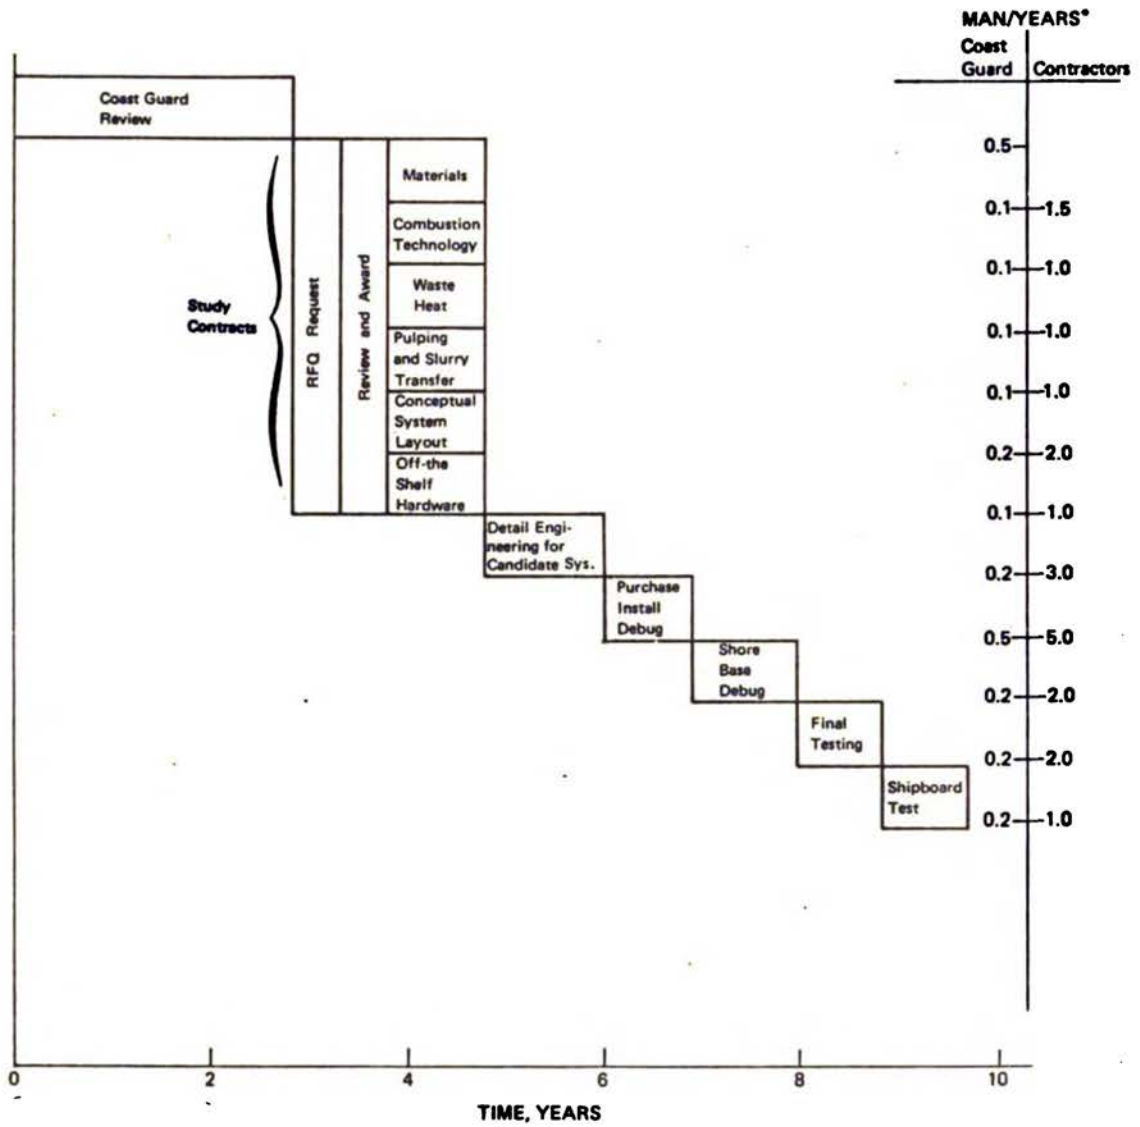 MAN/YEARS*
Coast
Guard
Contractors
Coast Guard
Review
0.5
Study
Contracts
RFQ Request
Review and Award
Materials
0.1 1.5
Combustion
Technology
0.1 1.0
Waste
Heat
0.1 1.0
Pulping
and Slurry
Transfer
0.1 1.0
Conceptual
System
Layout
0.2 2.0
Off-the
Shelf
Hardware
0.1 1.0
Detail Engi-
neering for
Candidate Sys.
0.2 3.0
Purchase
Install
Debug
0.5 5.0
Shore
Base
Debug
0.2 2.0
Final
Testing
0.2 2.0
Shipboard
Test
0.2 1.0
0 2 4 6 8 10
TIME, YEARS